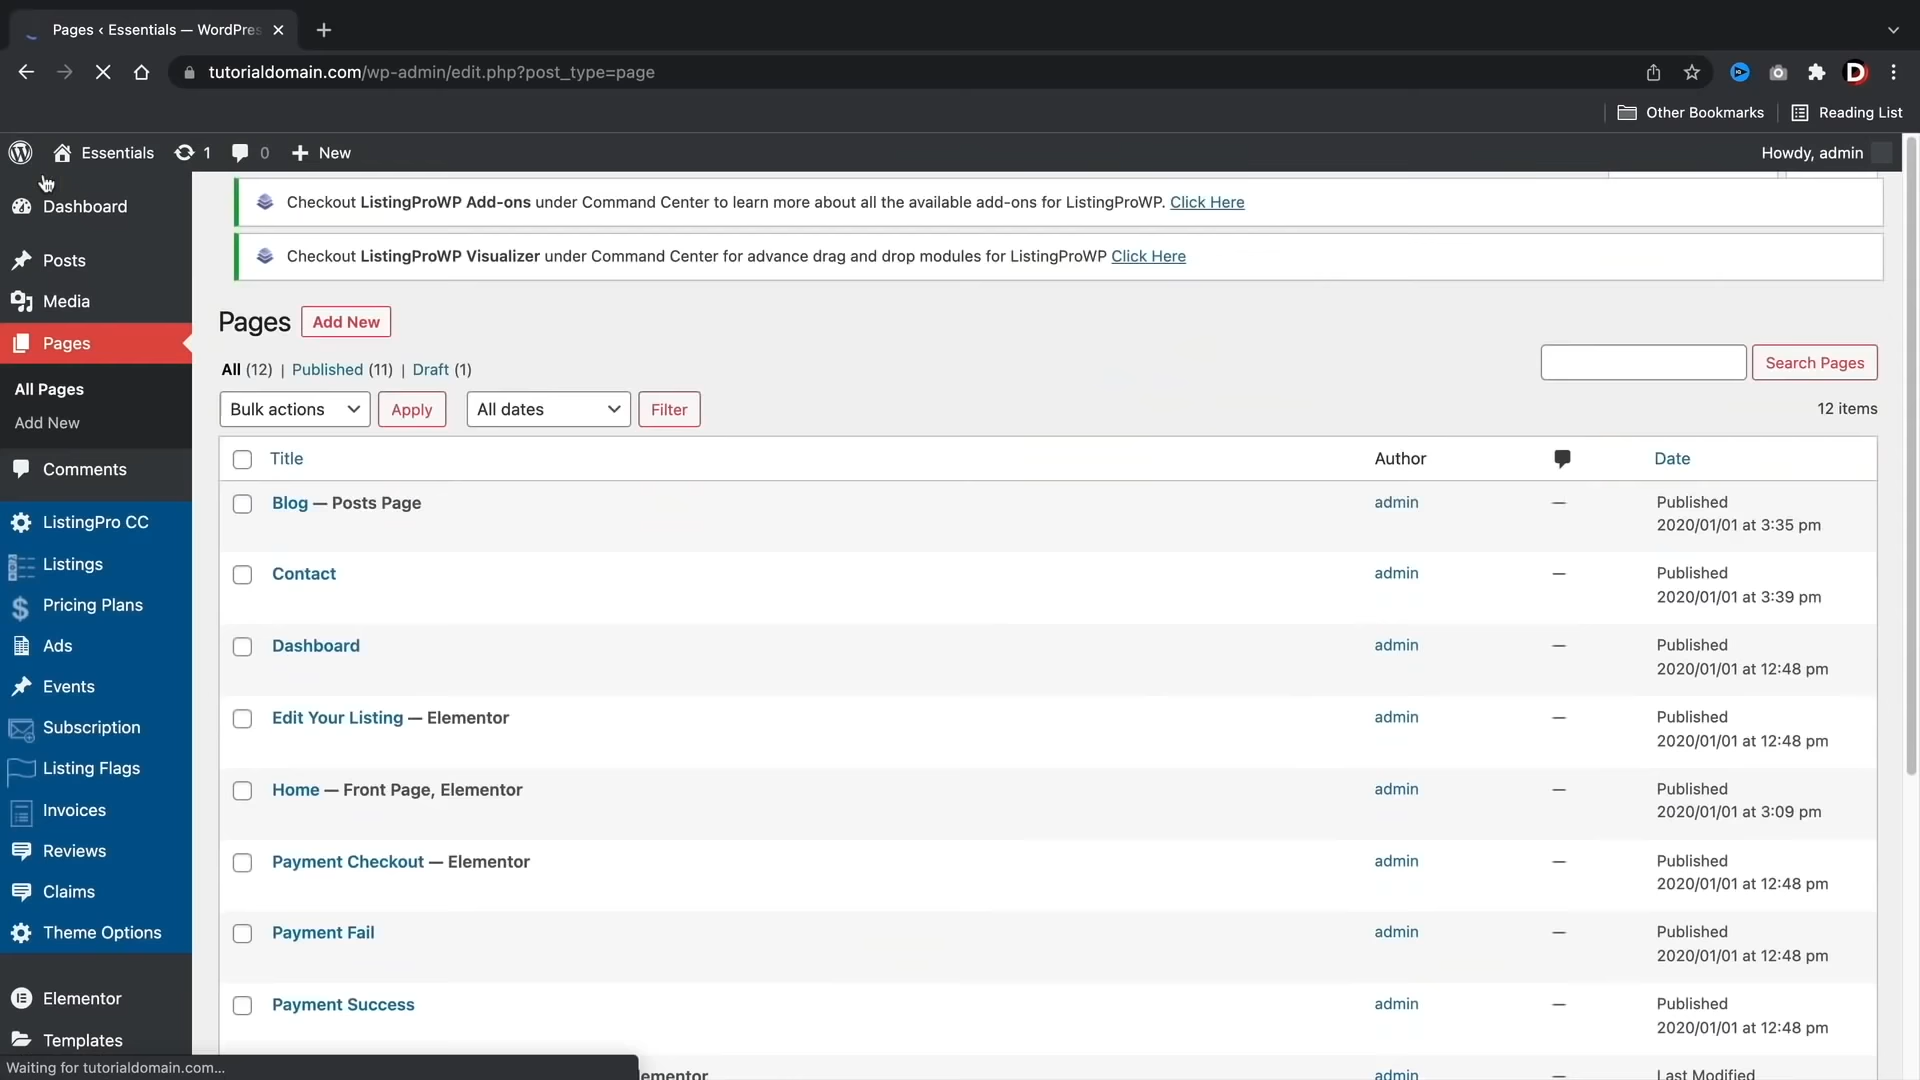 Pages ‹ Essentials — WordPres
tutorialdomain.com/wp-admin/edit.php?post_type=page
Other Bookmarks
Reading List
Essentials
1
0
New
Howdy, admin
Dashboard
Posts
Media
Pages
All Pages
Add New
Comments
ListingPro CC
Listings
Pricing Plans
Ads
Events
Subscription
Listing Flags
Invoices
Reviews
Claims
Theme Options
Elementor
Templates
Waiting for tutorialdomain.com...
Checkout ListingProWP Add-ons under Command Center to learn more about all the available add-ons for ListingProWP. Click Here
Checkout ListingProWP Visualizer under Command Center for advance drag and drop modules for ListingProWP Click Here
Pages
Add New
All (12) | Published (11) | Draft (1)
Search Pages
Bulk actions
Apply
All dates
Filter
12 items
Title
Author
Date
Blog — Posts Page
admin
—
Published
2020/01/01 at 3:35 pm
Contact
admin
—
Published
2020/01/01 at 3:39 pm
Dashboard
admin
—
Published
2020/01/01 at 12:48 pm
Edit Your Listing — Elementor
admin
—
Published
2020/01/01 at 12:48 pm
Home — Front Page, Elementor
admin
—
Published
2020/01/01 at 3:09 pm
Payment Checkout — Elementor
admin
—
Published
2020/01/01 at 12:48 pm
Payment Fail
admin
—
Published
2020/01/01 at 12:48 pm
Payment Success
admin
—
Published
2020/01/01 at 12:48 pm
lementor
admin
—
Last Modified